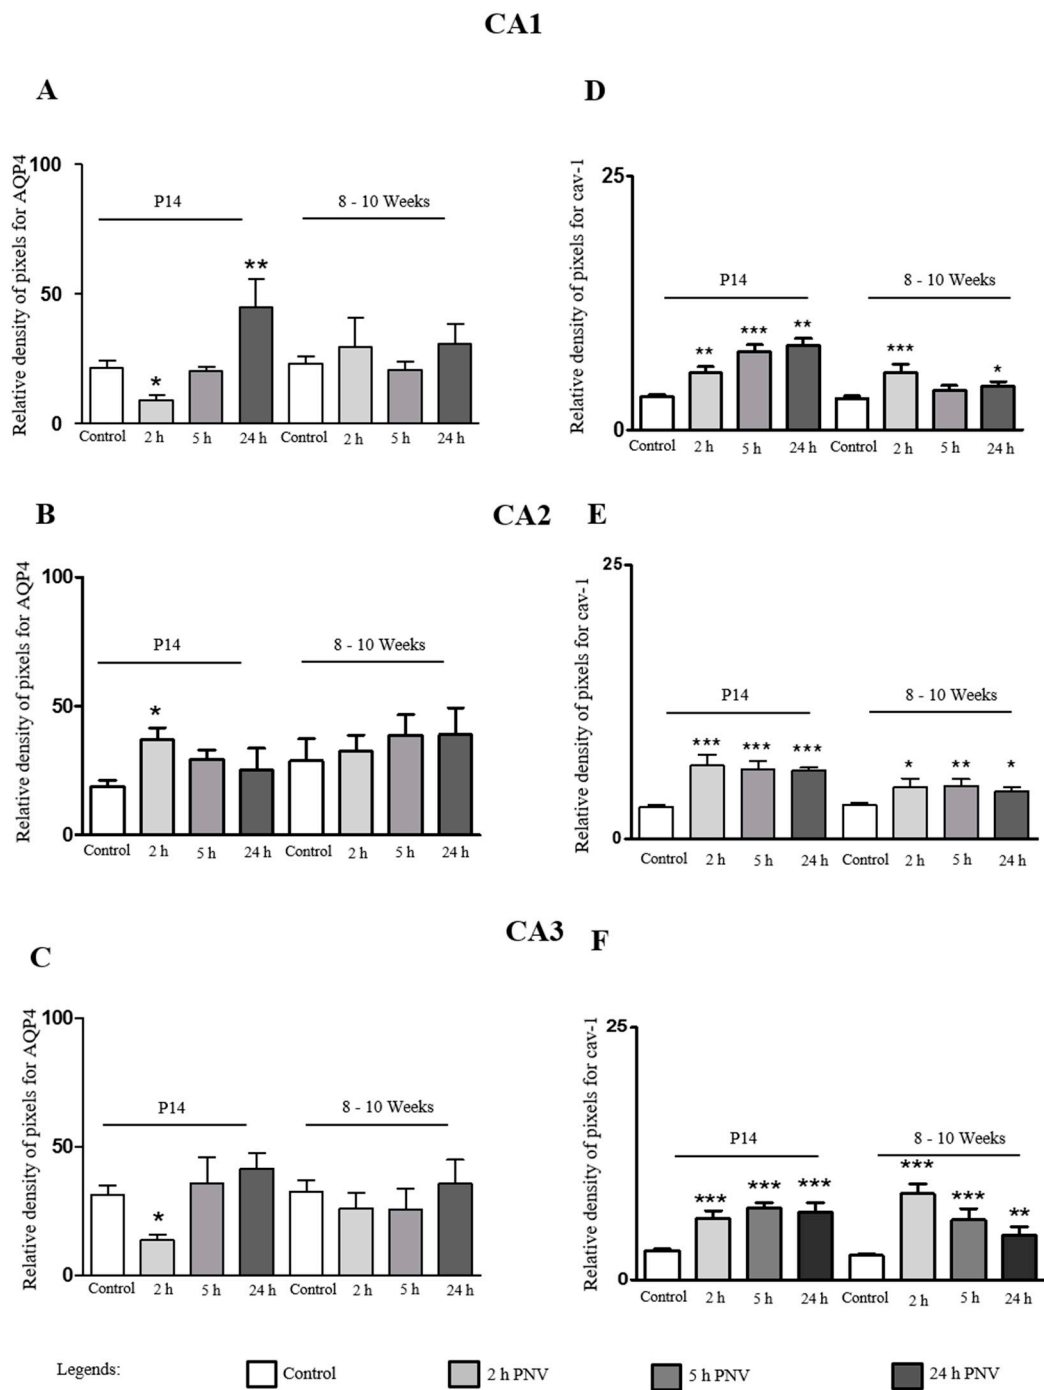 CA1
A
Relative density of pixels for AQP4
100
50
0
P14
8 - 10 Weeks
*
**
Control 2 h 5 h 24 h Control 2 h 5 h 24 h
D
Relative density of pixels for cav-1
25
0
P14
8 - 10 Weeks
** *** ** *** *
Control 2 h 5 h 24 h Control 2 h 5 h 24 h
CA2
B
Relative density of pixels for AQP4
100
50
0
P14
8 - 10 Weeks
*
Control 2 h 5 h 24 h Control 2 h 5 h 24 h
E
Relative density of pixels for cav-1
25
0
P14
8 - 10 Weeks
*** *** *** * ** *
Control 2 h 5 h 24 h Control 2 h 5 h 24 h
CA3
C
Relative density of pixels for AQP4
100
50
0
P14
8 - 10 Weeks
*
Control 2 h 5 h 24 h Control 2 h 5 h 24 h
F
Relative density of pixels for cav-1
25
0
P14
8 - 10 Weeks
*** *** *** *** *** **
Control 2 h 5 h 24 h Control 2 h 5 h 24 h
Legends: Control 2 h PNV 5 h PNV 24 h PNV